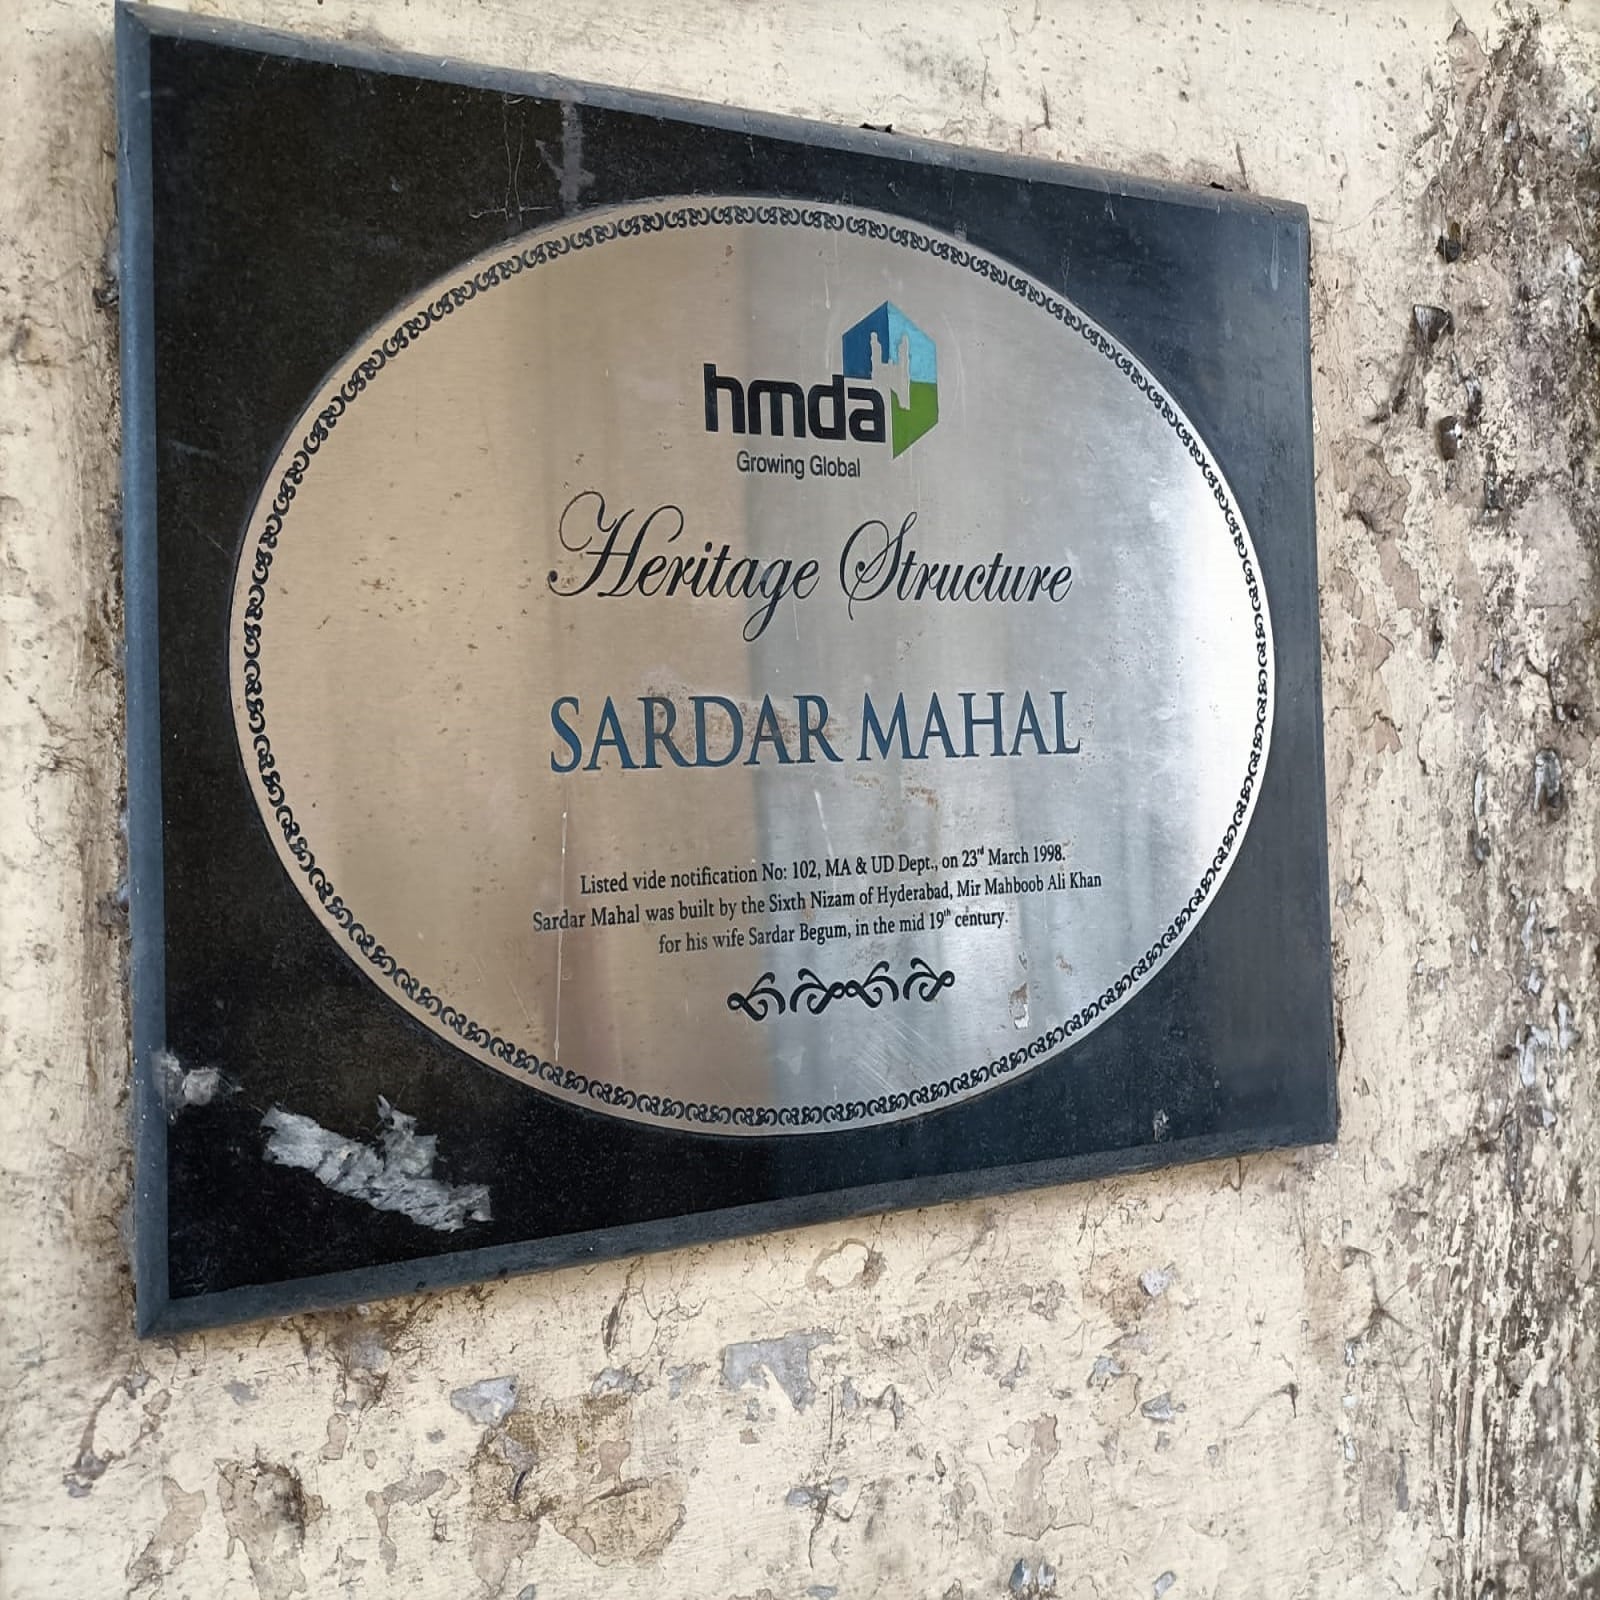 hmda
Growing Global
Heritage Structure
SARDAR MAHAL
Listed vide notification No: 102, MA & UD Dept., on 23rd March 1998.
Sardar Mahal was built by the Sixth Nizam of Hyderabad, Mir Mahboob Ali Khan
for his wife Sardar Begum, in the mid 19th century.